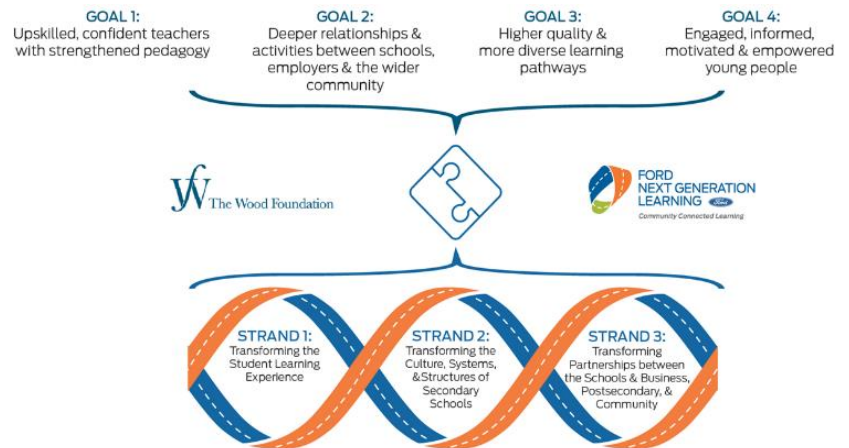 GOAL 1:
Upskilled, confident teachers
with strengthened pedagogy
GOAL 2:
Deeper relationships &
activities between schools,
employers & the wider
community
GOAL 3:
Higher quality &
more diverse learning
pathways
GOAL 4:
Engaged, informed,
motivated & empowered
young people
The Wood Foundation
FORD
NEXT GENERATION
LEARNING Ford
Community Connected Learning
STRAND 1:
Transforming the
Student Learning
Experience
STRAND 2:
Transforming the
Culture, Systems,
&Structures of
Secondary
Schools
STRAND 3:
Transforming
Partnerships between
the Schools & Business,
Postsecondary, &
Community